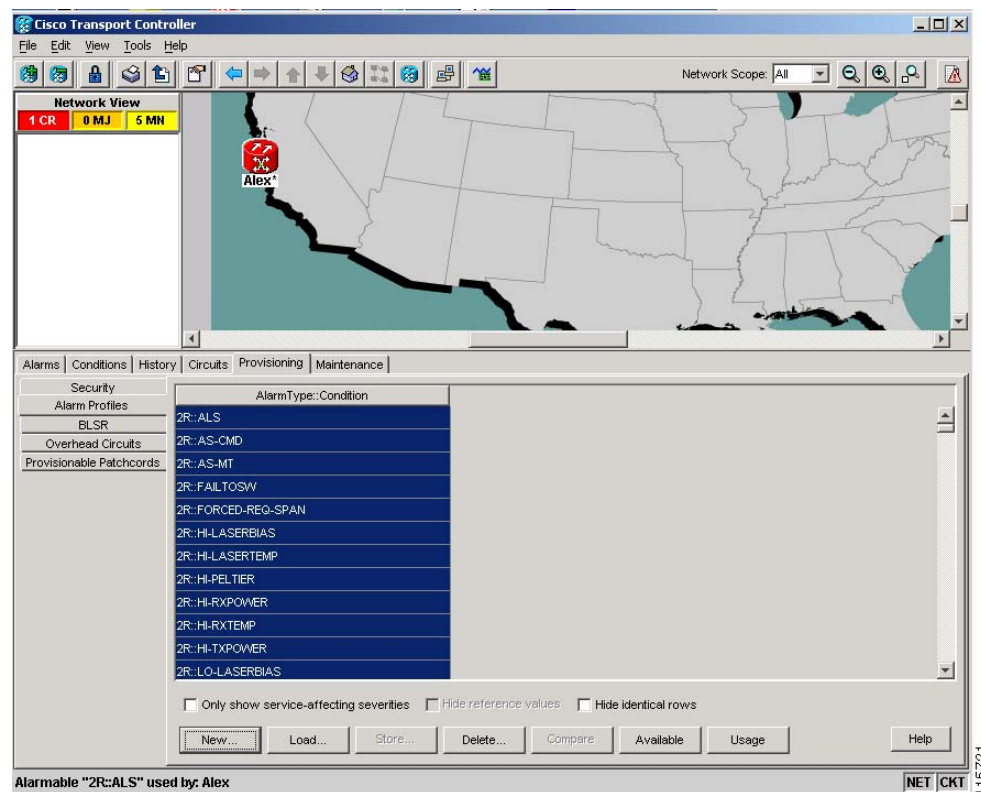 Cisco Transport Controller
File Edit View Tools Help
Network Scope: All
Network View
1 CR 0 MJ 5 MN
Alex*
Alarms Conditions History Circuits Provisioning Maintenance
Security
Alarm Profiles
BLSR
Overhead Circuits
Provisionable Patchcords
AlarmType::Condition
2R::ALS
2R::AS-CMD
2R::AS-MT
2R::FAILTOSW
2R::FORCED-REQ-SPAN
2R::HI-LASERBIAS
2R::HI-LASERTEMP
2R::HI-PELTIER
2R::HI-RXPOWER
2R::HI-RXTEMP
2R::HI-TXPOWER
2R::LO-LASERBIAS
Only show service-affecting severities Hide reference values Hide identical rows
New... Load... Store... Delete... Compare Available Usage Help
Alarmable "2R::ALS" used by: Alex NET CKT